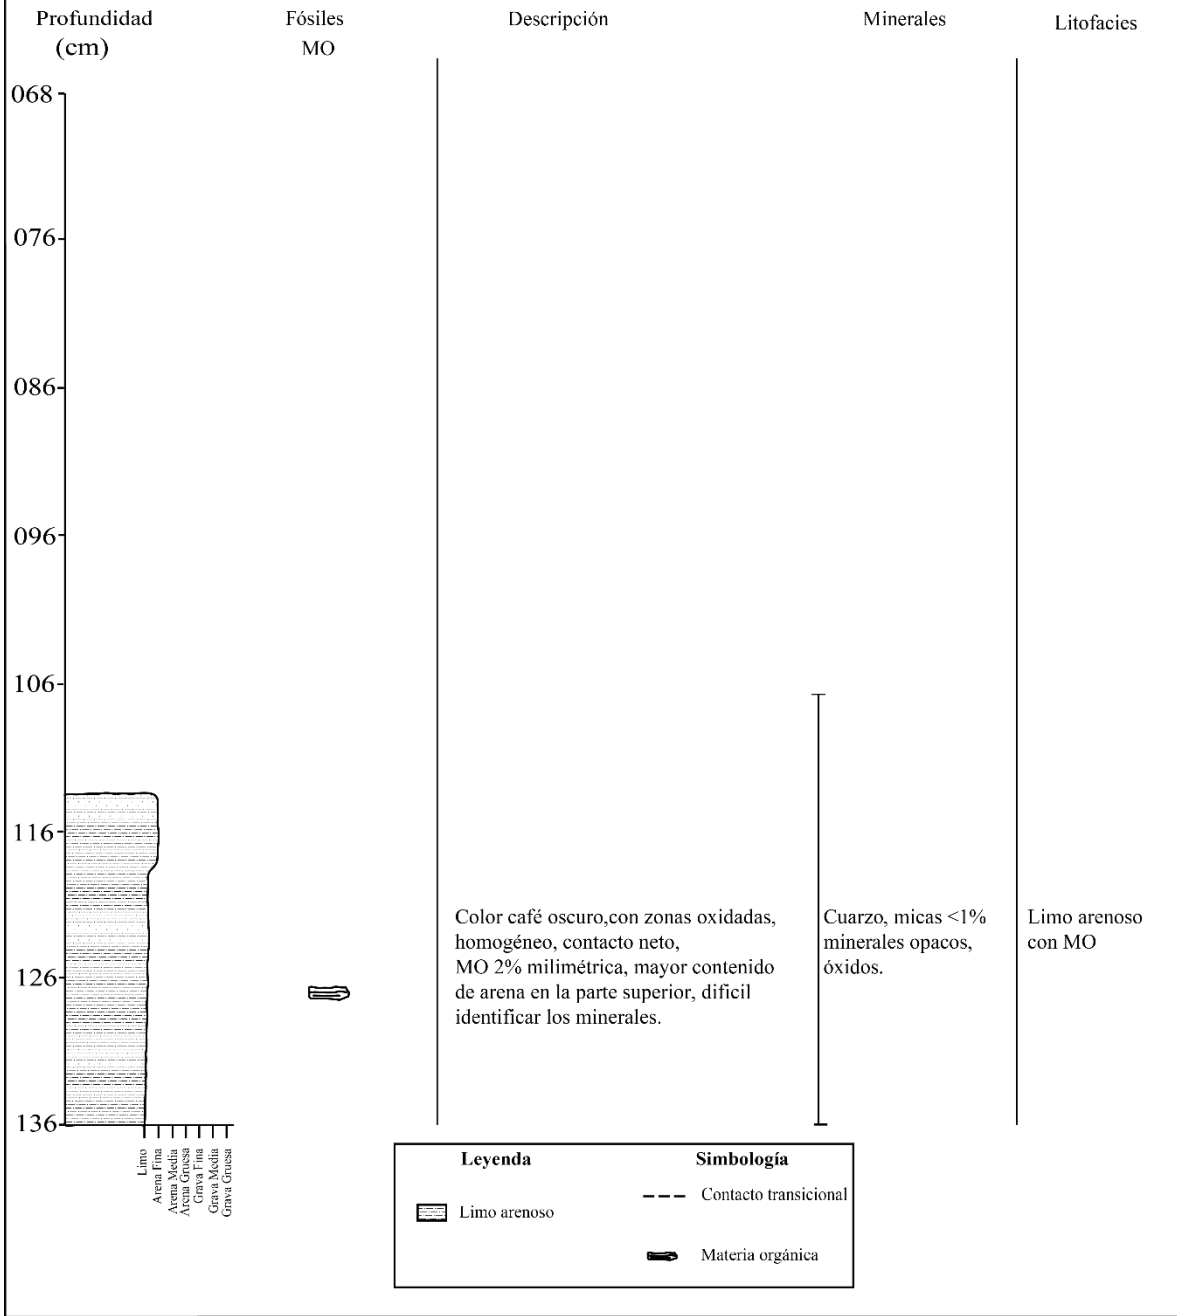 Profundidad
(cm)
Fósiles
MO
Descripción
Minerales
Litofacies
068
076
086
096
106
116
126
136
Color café oscuro,con zonas oxidadas,
homogéneo, contacto neto,
MO 2% milimétrica, mayor contenido
de arena en la parte superior, dificil
identificar los minerales.
Cuarzo, micas <1%
minerales opacos,
óxidos.
Limo arenoso
con MO
Limo
Arena Fina
Arena Media
Arena Gruesa
Grava Fina
Grava Media
Grava Gruesa
Leyenda
Limo arenoso
Simbología
Contacto transicional
Materia orgánica